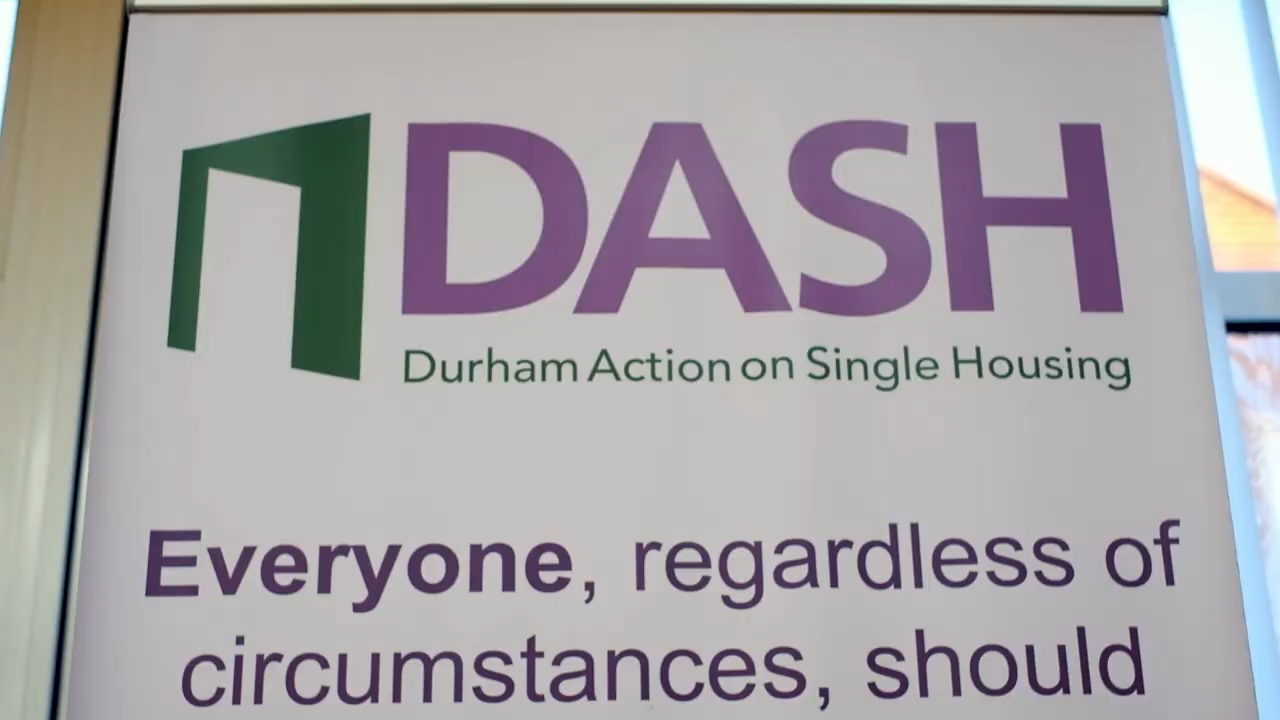 DASH
Durham Action on Single Housing
Everyone, regardless of
circumstances, should